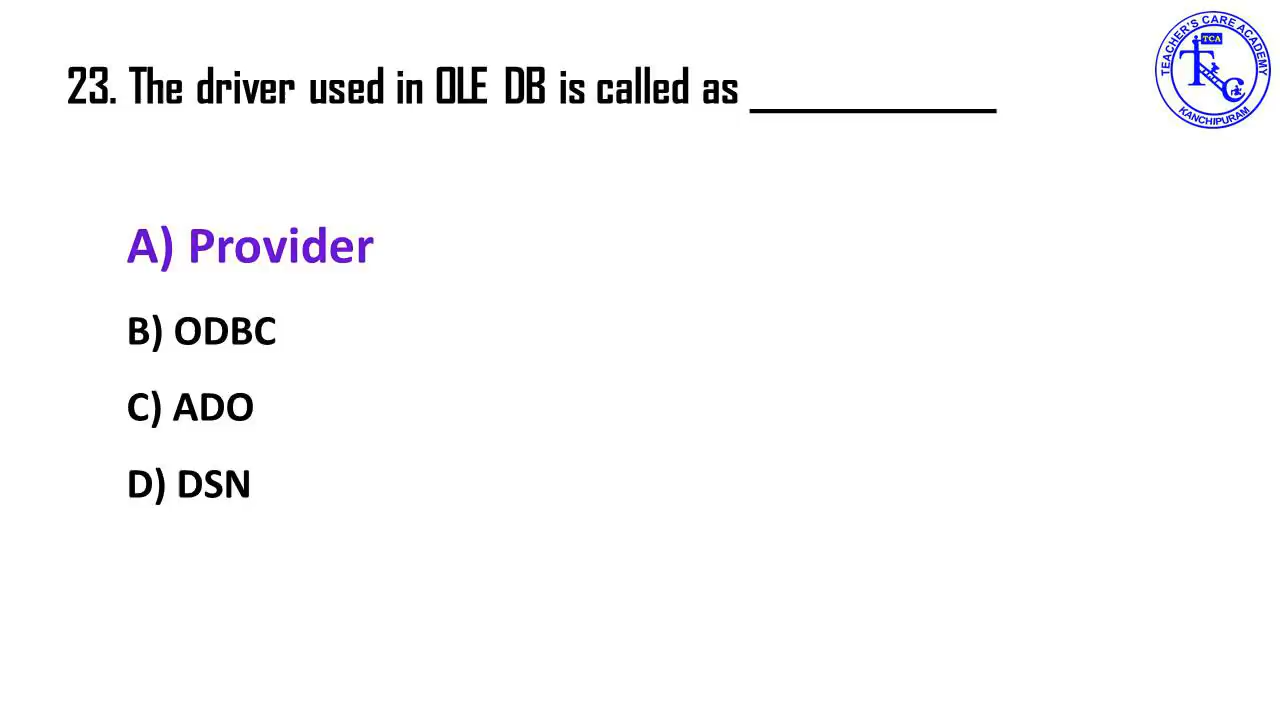 23. The driver used in OLE DB is called as ____________
TEACHER'S CARE ACADEMY
TCA
KANCHIPURAM
A) Provider
B) ODBC
C) ADO
D) DSN